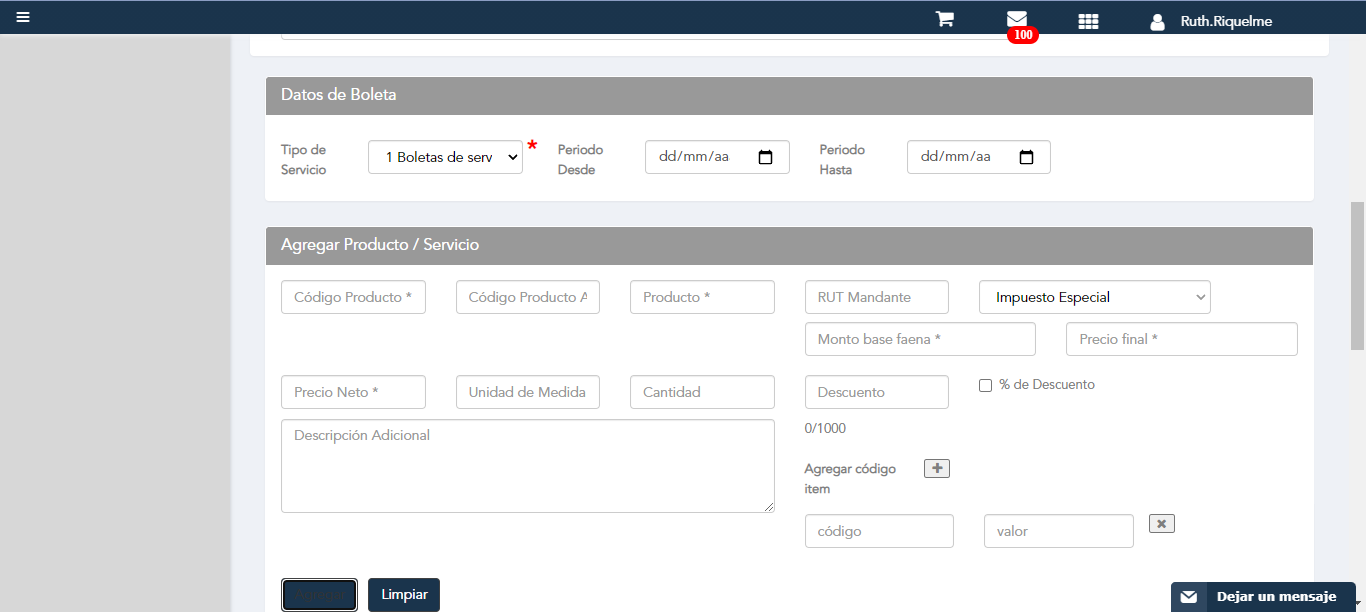 Ruth.Riquelme
100
Datos de Boleta
Tipo de Servicio
1 Boletas de serv
*
Periodo Desde
dd/mm/aa
Periodo Hasta
dd/mm/aa
Agregar Producto / Servicio
Código Producto *
Código Producto A
Producto *
RUT Mandante
Impuesto Especial
Monto base faena *
Precio final *
Precio Neto *
Unidad de Medida
Cantidad
Descuento
% de Descuento
Descripción Adicional
0/1000
Agregar código item
código
valor
Agregar
Limpiar
Dejar un mensaje